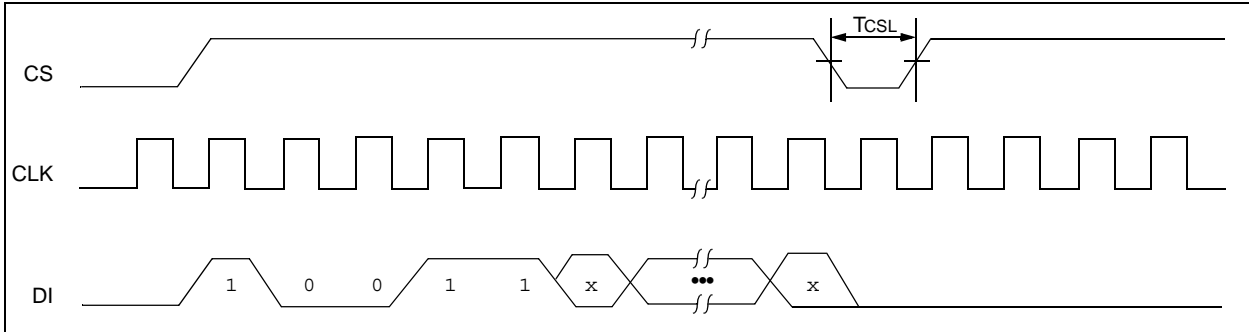 TCSL
CS
CLK
DI
1 0 0 1 1 x ••• x